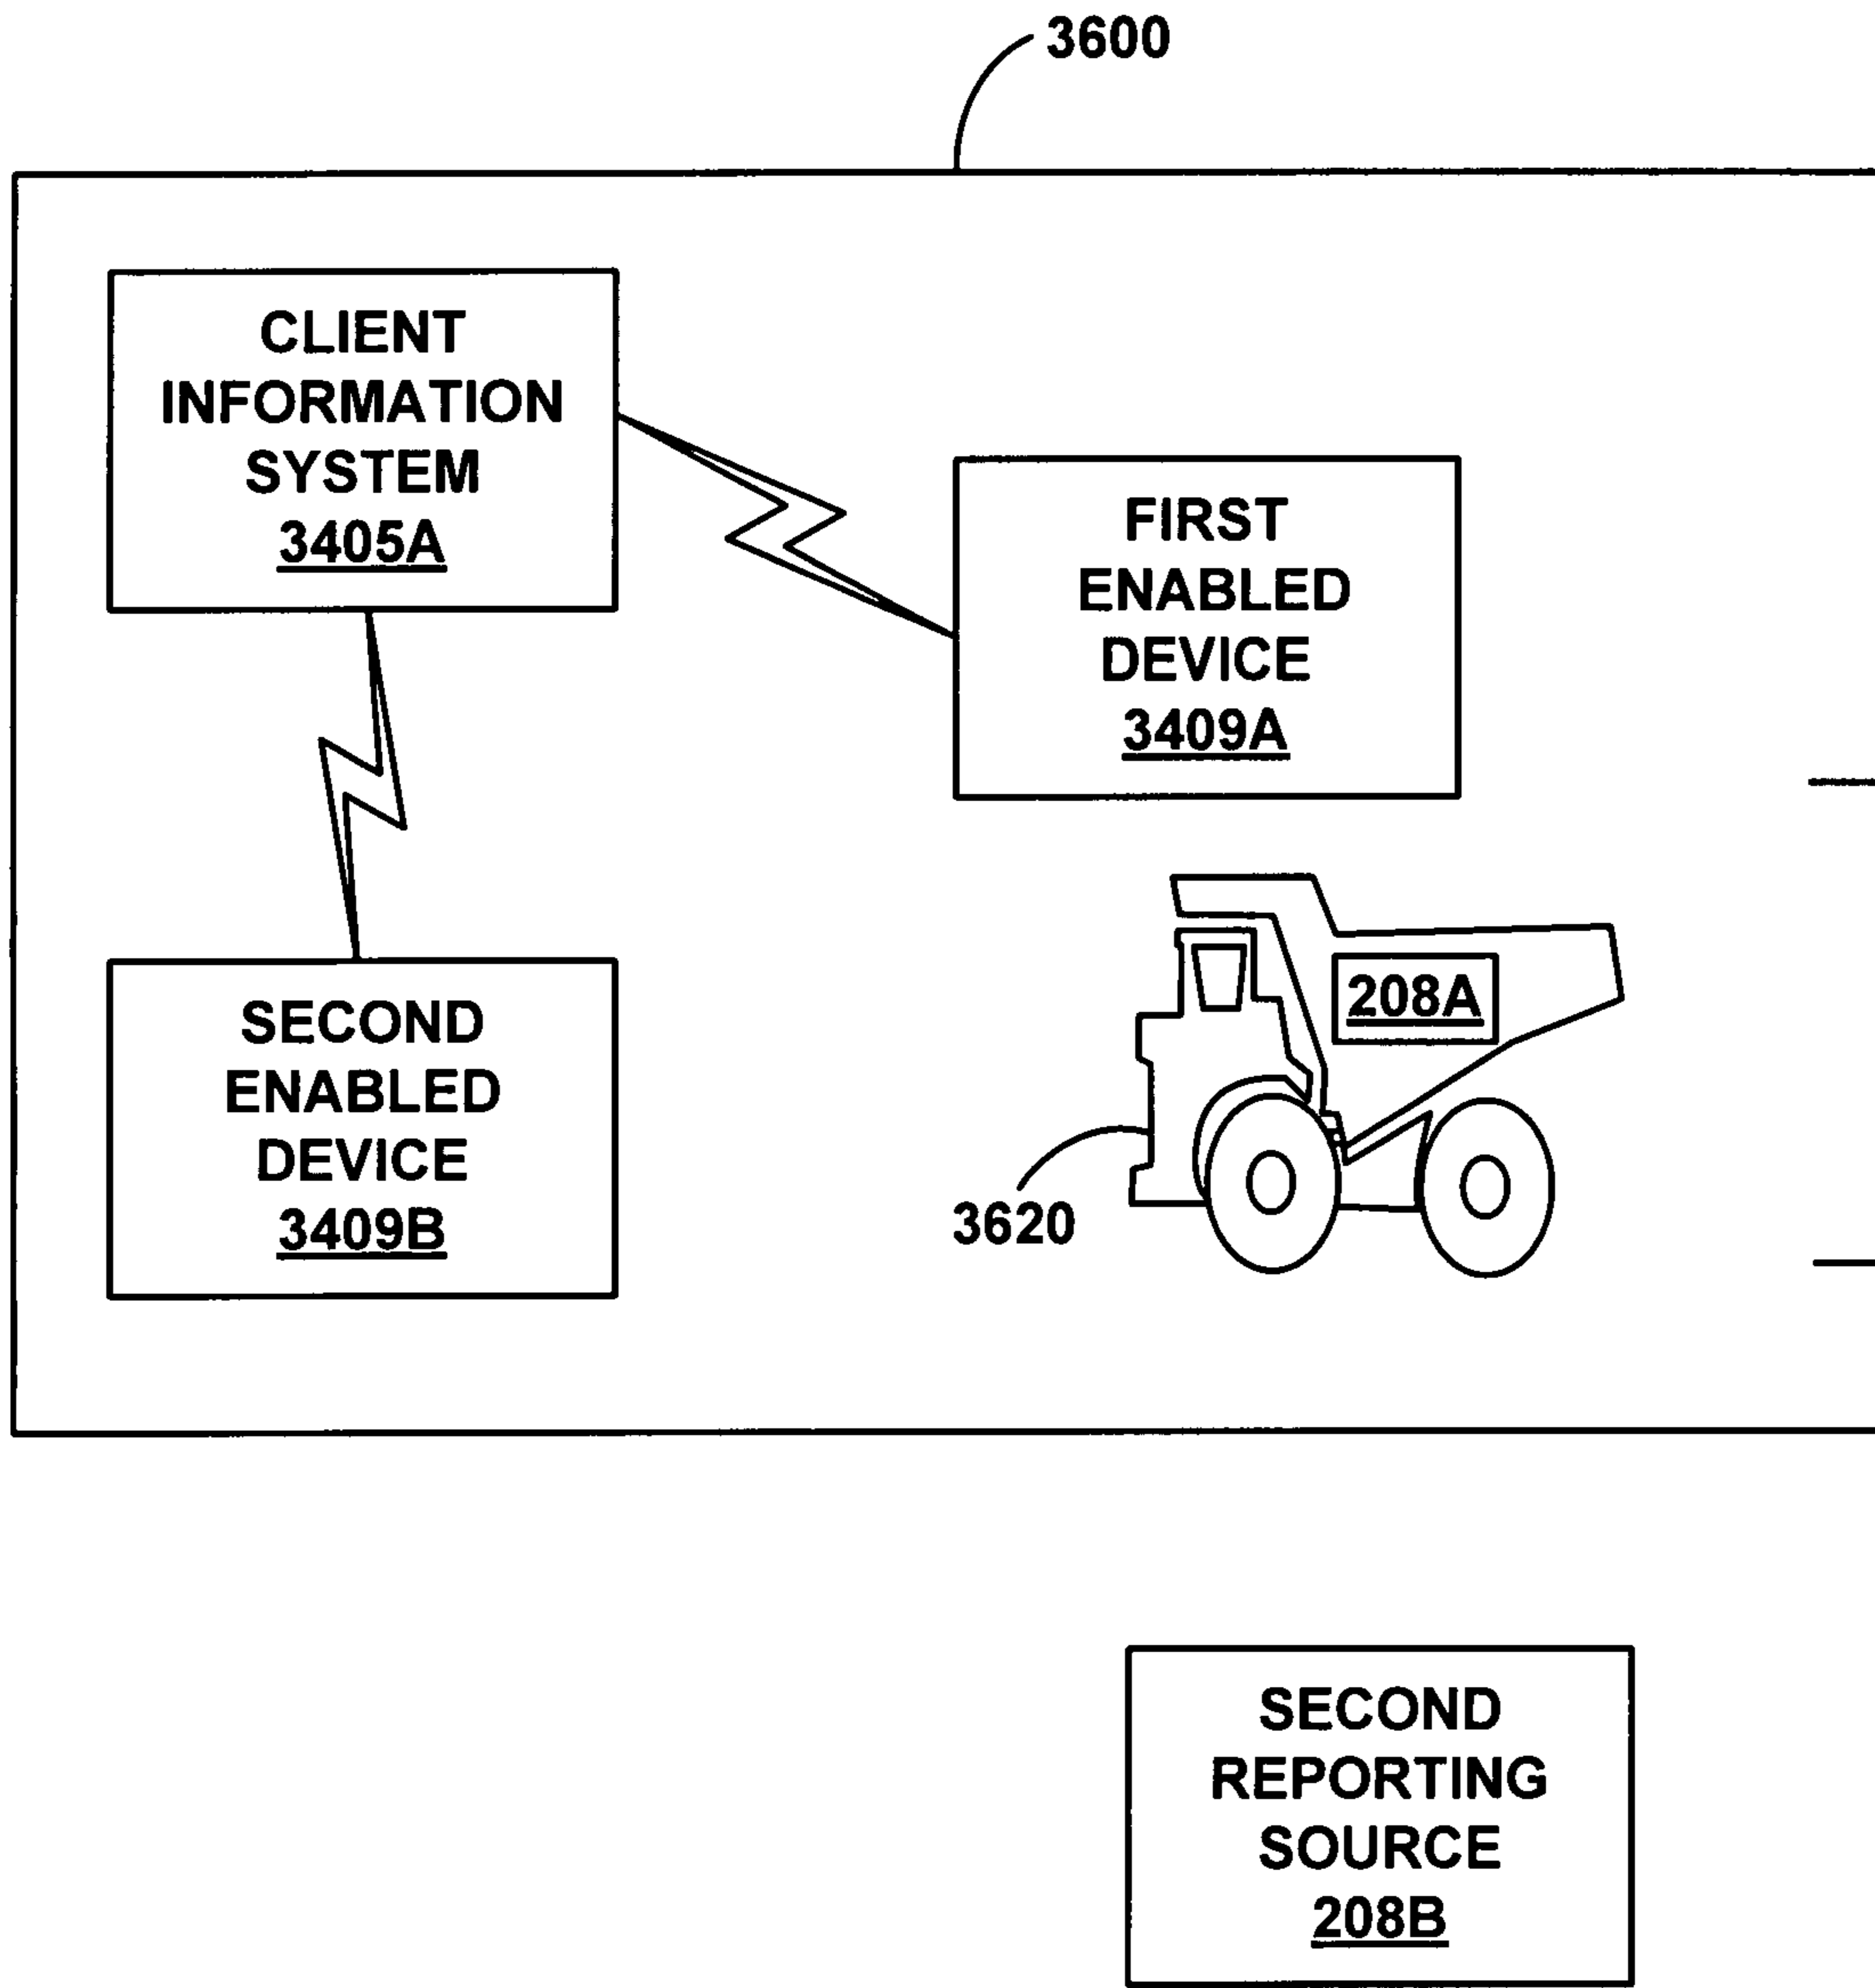 3600
CLIENT
INFORMATION
SYSTEM
3405A
FIRST
ENABLED
DEVICE
3409A
SECOND
ENABLED
DEVICE
3409B
208A
3620
SECOND
REPORTING
SOURCE
208B